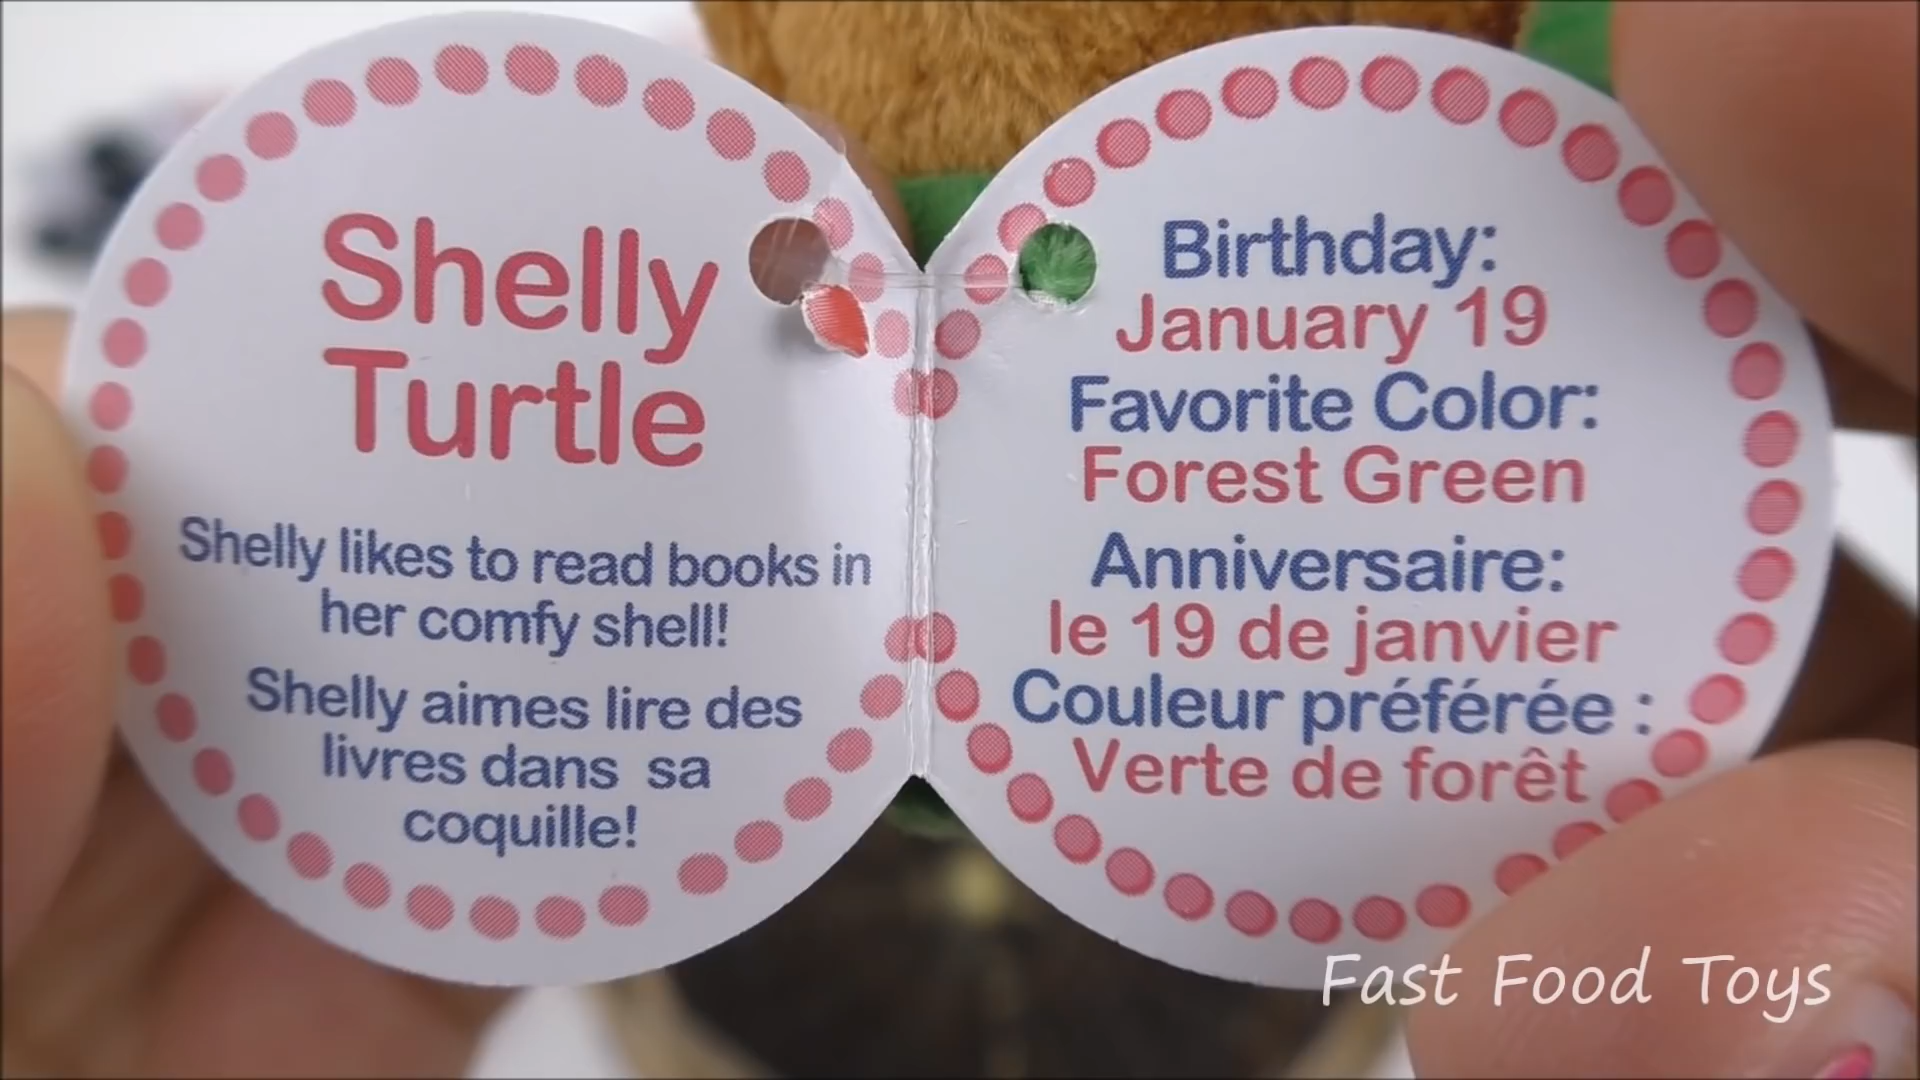 Shelly
Turtle
Shelly likes to read books in
her comfy shell!
Shelly aimes lire des
livres dans sa
coquille!
Birthday:
January 19
Favorite Color:
Forest Green
Anniversaire:
le 19 de janvier
Couleur préférée :
Verte de forêt
Fast Food Toys